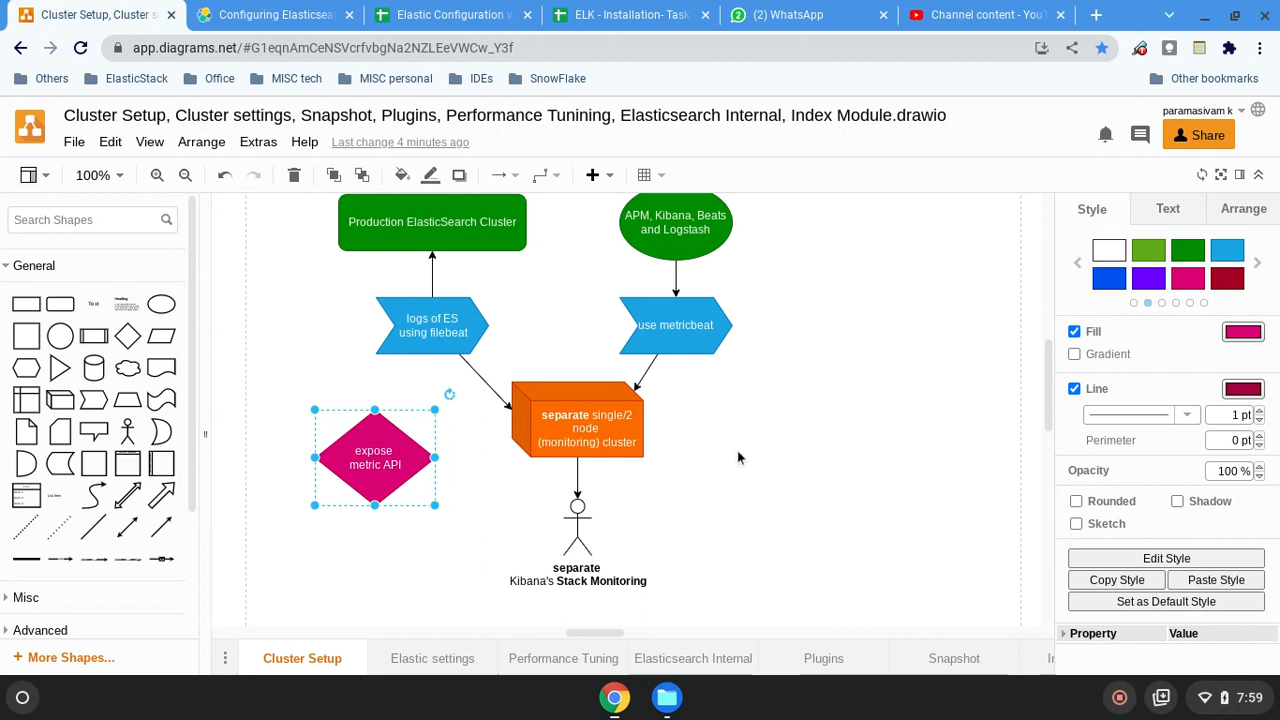 Cluster Setup, Cluster s
Configuring Elasticsea
Elastic Configuration w
ELK - Installation- Task
(2) WhatsApp
Channel content - YouT
app.diagrams.net/#G1eqnAmCeNSVcrfvbgNa2NZLEeVWCw_Y3f
Others
ElasticStack
Office
MISC tech
MISC personal
IDEs
SnowFlake
Other bookmarks
Cluster Setup, Cluster settings, Snapshot, Plugins, Performance Tunining, Elasticsearch Internal, Index Module.drawio
paramasivam k
File
Edit
View
Arrange
Extras
Help
Last change 4 minutes ago
Share
100%
Search Shapes
General
Text
Heading
List Item
Misc
Advanced
+ More Shapes...
Production ElasticSearch Cluster
APM, Kibana, Beats
and Logstash
logs of ES
using filebeat
use metricbeat
separate single/2
node
(monitoring) cluster
expose
metric API
separate
Kibana's Stack Monitoring
Style
Text
Arrange
Fill
Gradient
Line
1 pt
Perimeter
0 pt
Opacity
100 %
Rounded
Shadow
Sketch
Edit Style
Copy Style
Paste Style
Set as Default Style
Property
Value
Cluster Setup
Elastic settings
Performance Tuning
Elasticsearch Internal
Plugins
Snapshot
7:59